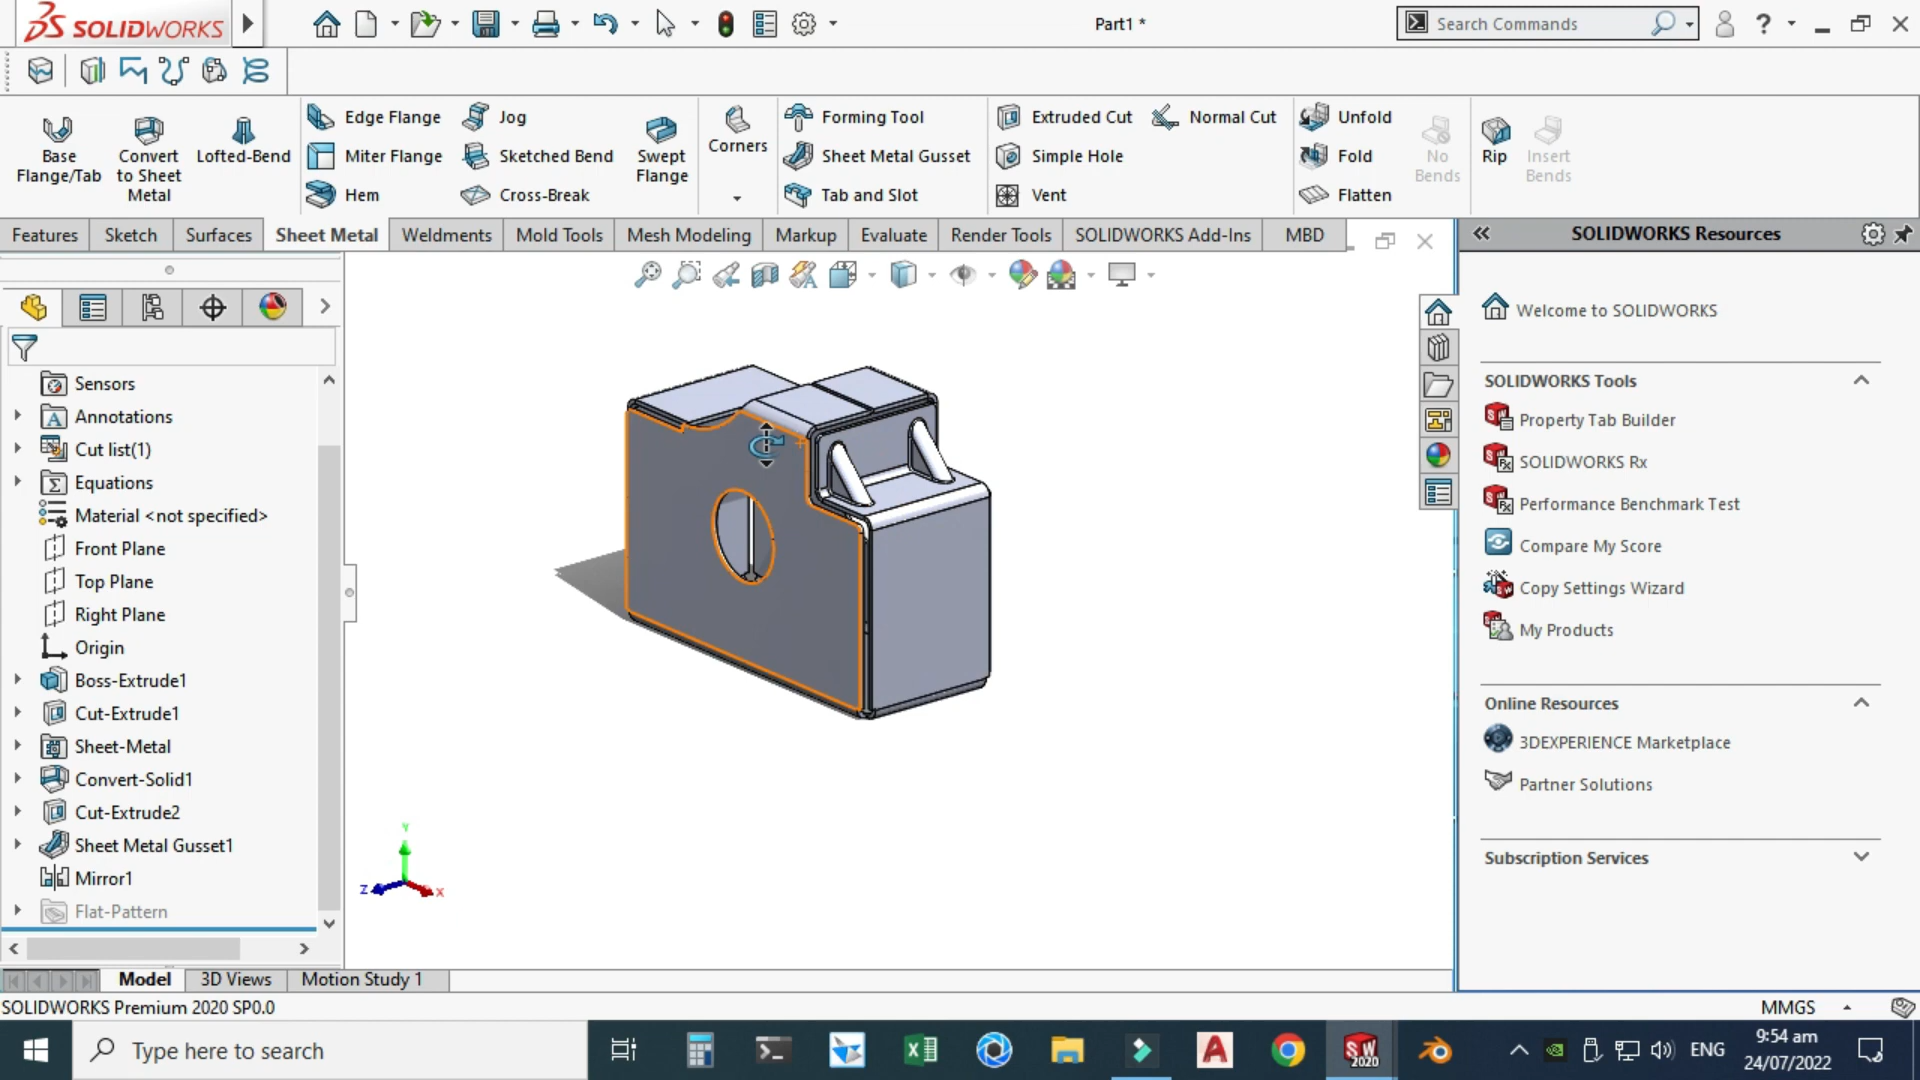 SOLIDWORKS
Part1 *
Search Commands
Base Flange/Tab
Convert to Sheet Metal
Lofted-Bend
Edge Flange
Miter Flange
Hem
Jog
Sketched Bend
Cross-Break
Swept Flange
Corners
Forming Tool
Sheet Metal Gusset
Tab and Slot
Extruded Cut
Simple Hole
Vent
Normal Cut
Unfold
Fold
Flatten
No Bends
Rip
Insert Bends
Features
Sketch
Surfaces
Sheet Metal
Weldments
Mold Tools
Mesh Modeling
Markup
Evaluate
Render Tools
SOLIDWORKS Add-Ins
MBD
SOLIDWORKS Resources
Sensors
Annotations
Cut list(1)
Equations
Material <not specified>
Front Plane
Top Plane
Right Plane
Origin
Boss-Extrude1
Cut-Extrude1
Sheet-Metal
Convert-Solid1
Cut-Extrude2
Sheet Metal Gusset1
Mirror1
Flat-Pattern
Y
Z
X
Welcome to SOLIDWORKS
SOLIDWORKS Tools
Property Tab Builder
SOLIDWORKS Rx
Performance Benchmark Test
Compare My Score
Copy Settings Wizard
My Products
Online Resources
3DEXPERIENCE Marketplace
Partner Solutions
Subscription Services
Model
3D Views
Motion Study 1
SOLIDWORKS Premium 2020 SP0.0
MMGS
Type here to search
SW
2020
ENG
9:54 am
24/07/2022